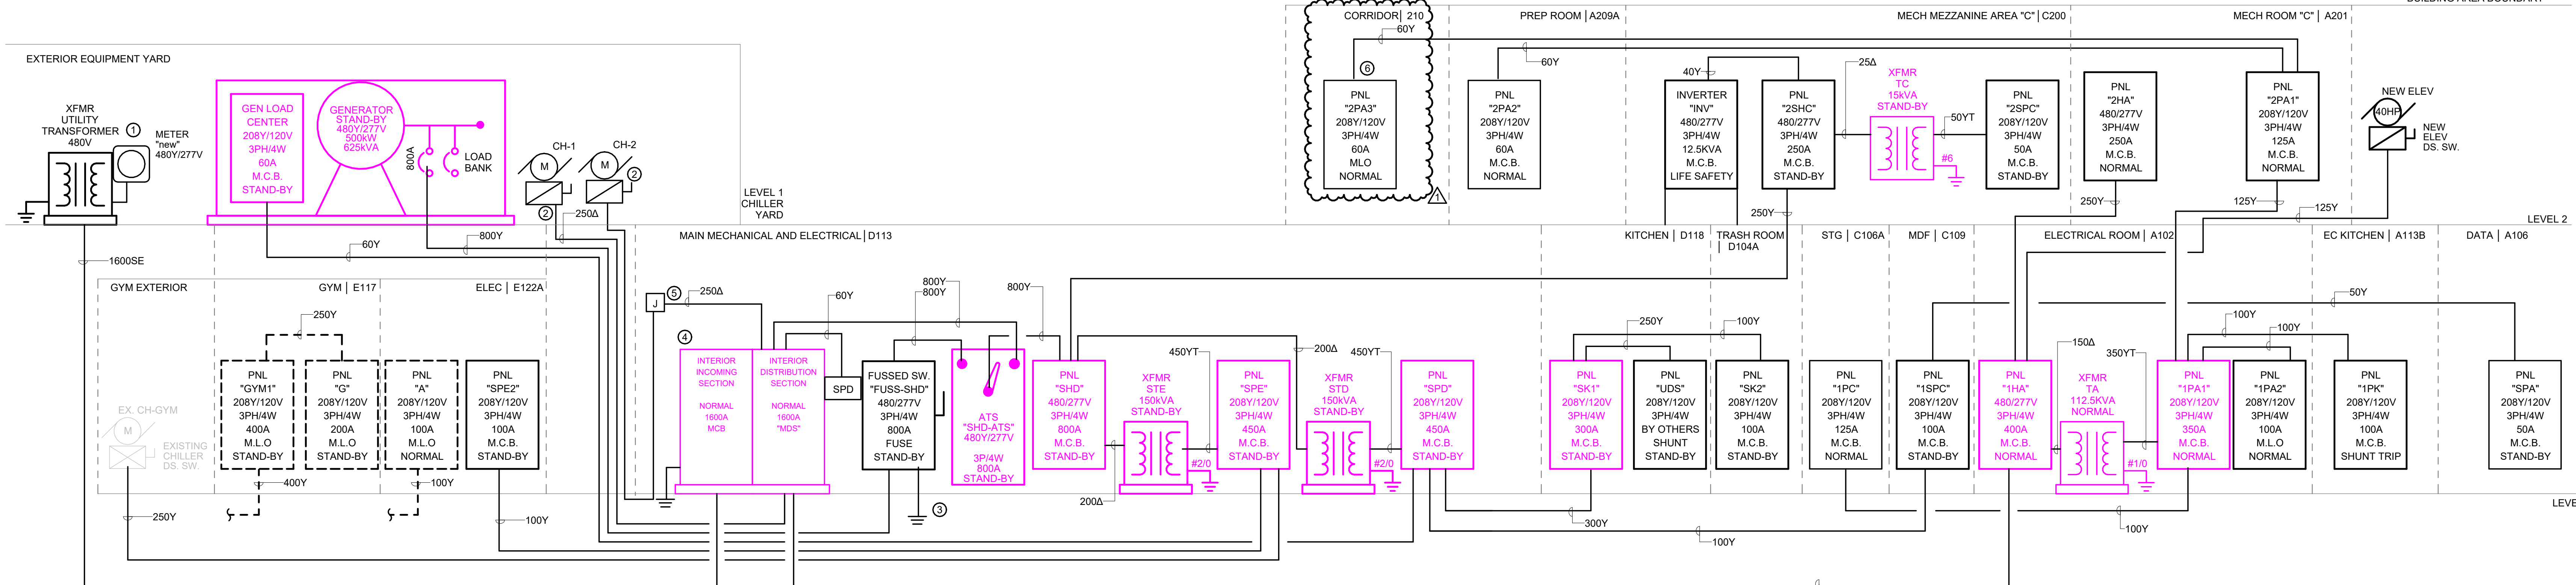 BUILDING AREA BOUNDARY
CORRIDOR | 210
PREP ROOM | A209A
MECH MEZZANINE AREA "C" | C200
MECH ROOM "C" | A201
60Y
60Y
EXTERIOR EQUIPMENT YARD
XFMR
UTILITY
TRANSFORMER
480V
1
METER
"new"
480Y/277V
GEN LOAD
CENTER
208Y/120V
3PH/4W
60A
M.C.B.
STAND-BY
GENERATOR
STAND-BY
480Y/277V
500kW
625kVA
800A
LOAD
BANK
CH-1
M
2
CH-2
M
2
250Δ
LEVEL 1
CHILLER
YARD
6
PNL
"2PA3"
208Y/120V
3PH/4W
60A
MLO
NORMAL
1
PNL
"2PA2"
208Y/120V
3PH/4W
60A
M.C.B.
NORMAL
40Y
INVERTER
"INV"
480/277V
3PH/4W
12.5KVA
M.C.B.
LIFE SAFETY
PNL
"2SHC"
480/277V
3PH/4W
250A
M.C.B.
STAND-BY
250Y
25Δ
XFMR
TC
15kVA
STAND-BY
#6
50YT
PNL
"2SPC"
208Y/120V
3PH/4W
50A
M.C.B.
STAND-BY
PNL
"2HA"
480/277V
3PH/4W
250A
M.C.B.
NORMAL
250Y
PNL
"2PA1"
208Y/120V
3PH/4W
125A
M.C.B.
NORMAL
125Y
125Y
NEW ELEV
40HP
NEW
ELEV
DS. SW.
LEVEL 2
60Y
800Y
1600SE
MAIN MECHANICAL AND ELECTRICAL | D113
KITCHEN | D118
TRASH ROOM
| D104A
STG | C106A
MDF | C109
ELECTRICAL ROOM | A102
EC KITCHEN | A113B
DATA | A106
GYM EXTERIOR
GYM | E117
ELEC | E122A
250Y
EX. CH-GYM
M
EXISTING
CHILLER
DS. SW.
250Y
PNL
"GYM1"
208Y/120V
3PH/4W
400A
M.L.O
STAND-BY
400Y
PNL
"G"
208Y/120V
3PH/4W
200A
M.L.O
STAND-BY
PNL
"A"
208Y/120V
3PH/4W
100A
M.L.O
NORMAL
100Y
PNL
"SPE2"
208Y/120V
3PH/4W
100A
M.C.B.
STAND-BY
100Y
J
5
250Δ
4
INTERIOR
INCOMING
SECTION
NORMAL
1600A
MCB
INTERIOR
DISTRIBUTION
SECTION
NORMAL
1600A
"MDS"
60Y
SPD
FUSSED SW.
"FUSS-SHD"
480/277V
3PH/4W
800A
FUSE
STAND-BY
3
800Y
800Y
ATS
"SHD-ATS"
480Y/277V
3P/4W
800A
STAND-BY
800Y
PNL
"SHD"
480/277V
3PH/4W
800A
M.C.B.
STAND-BY
200Δ
XFMR
STE
150kVA
STAND-BY
#2/0
450YT
PNL
"SPE"
208Y/120V
3PH/4W
450A
M.C.B.
STAND-BY
200Δ
XFMR
STD
150kVA
STAND-BY
#2/0
450YT
PNL
"SPD"
208Y/120V
3PH/4W
450A
M.C.B.
STAND-BY
250Y
100Y
PNL
"SK1"
208Y/120V
3PH/4W
300A
M.C.B.
STAND-BY
300Y
PNL
"UDS"
208Y/120V
3PH/4W
BY OTHERS
SHUNT
STAND-BY
PNL
"SK2"
208Y/120V
3PH/4W
100A
M.C.B.
STAND-BY
100Y
PNL
"1PC"
208Y/120V
3PH/4W
125A
M.C.B.
NORMAL
PNL
"1SPC"
208Y/120V
3PH/4W
100A
M.C.B.
STAND-BY
PNL
"1HA"
480/277V
3PH/4W
400A
M.C.B.
NORMAL
150Δ
XFMR
TA
112.5KVA
NORMAL
#1/0
350YT
PNL
"1PA1"
208Y/120V
3PH/4W
350A
M.C.B.
NORMAL
100Y
100Y
100Y
PNL
"1PA2"
208Y/120V
3PH/4W
100A
M.L.O
NORMAL
50Y
PNL
"1PK"
208Y/120V
3PH/4W
100A
M.C.B.
SHUNT TRIP
PNL
"SPA"
208Y/120V
3PH/4W
50A
M.C.B.
STAND-BY
LEVE